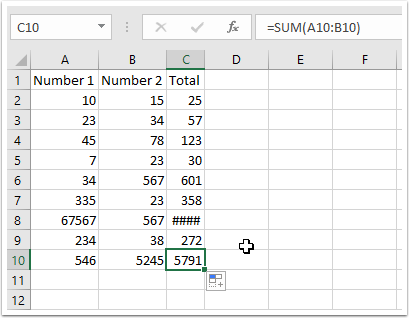 C10 fx =SUM(A10:B10)
A B C D E F
1 Number 1 Number 2 Total
2 10 15 25
3 23 34 57
4 45 78 123
5 7 23 30
6 34 567 601
7 335 23 358
8 67567 567 ####
9 234 38 272
10 546 5245 5791
11
12